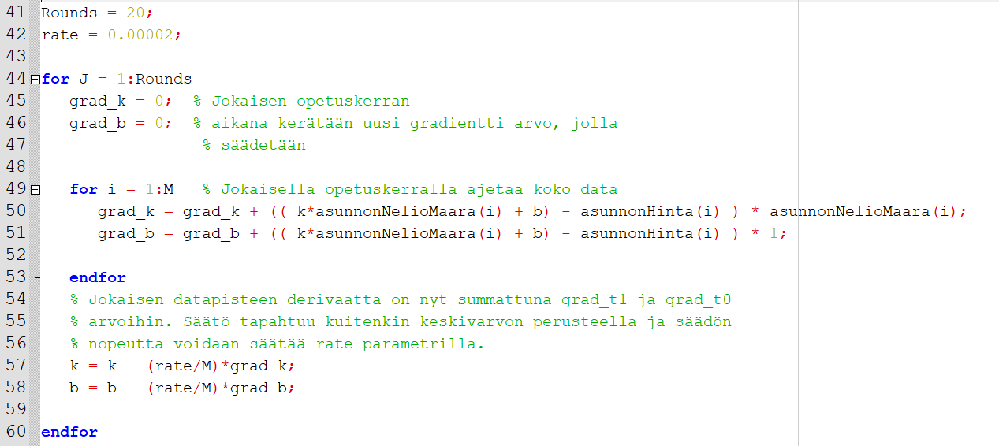 41 Rounds = 20;
42 rate = 0.00002;
43
44 for J = 1:Rounds
45 grad_k = 0; % Jokaisen opetuskerran
46 grad_b = 0; % aikana kerätään uusi gradientti arvo, jolla
47 % säädetään
48
49 for i = 1:M % Jokaisella opetuskerralla ajetaa koko data
50 grad_k = grad_k + (( k*asunnonNelioMaara(i) + b) - asunnonHinta(i) ) * asunnonNelioMaara(i);
51 grad_b = grad_b + (( k*asunnonNelioMaara(i) + b) - asunnonHinta(i) ) * 1;
52
53 endfor
54 % Jokaisen datapisteen derivaatta on nyt summattuna grad_t1 ja grad_t0
55 % arvoihin. Säätö tapahtuu kuitenkin keskivarvon perusteella ja säädön
56 % nopeutta voidaan säätää rate parametrilla.
57 k = k - (rate/M)*grad_k;
58 b = b - (rate/M)*grad_b;
59
60 endfor